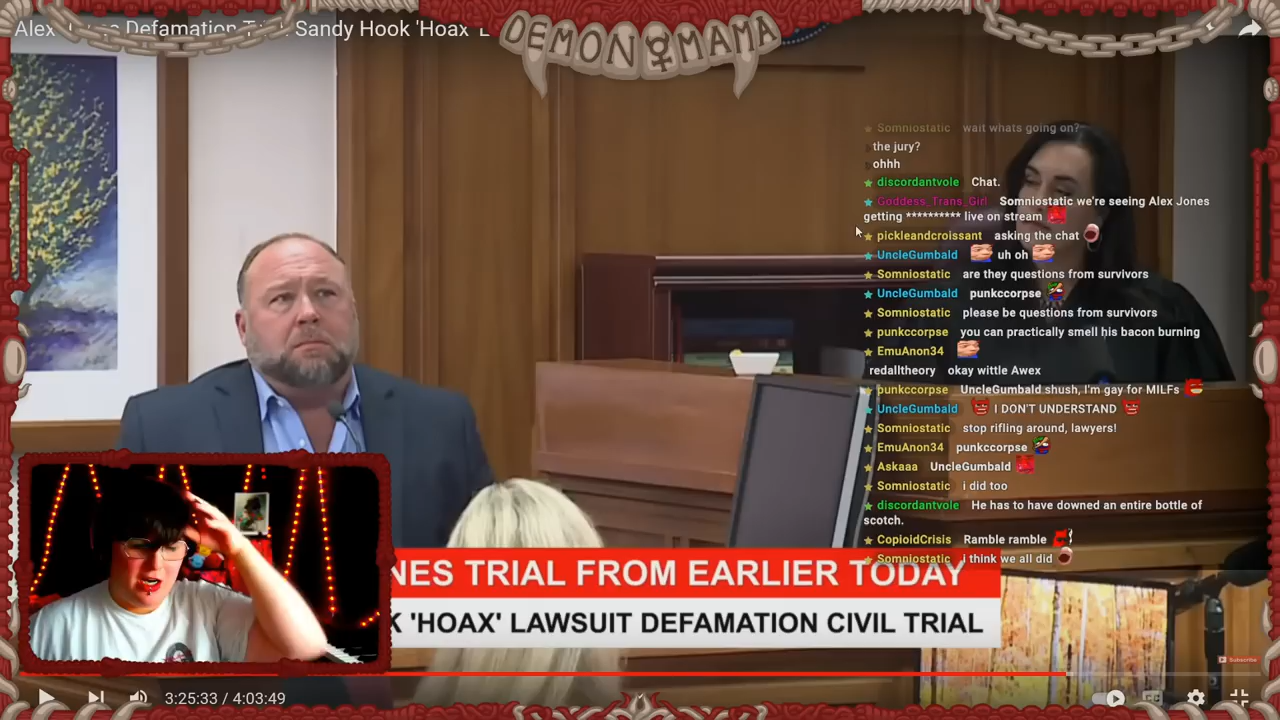 DEMON MAMA
Alex Defamation Sandy Hook 'Hoax'
Somniostatic wait whats going on?
the jury?
ohhh
discordantvole Chat.
Goddess_Trans_Girl Somniostatic we're seeing Alex Jones
getting ********** live on stream
pickleandcroissant asking the chat
UncleGumbald uh oh
Somniostatic are they questions from survivors
UncleGumbald punkccorpse
Somniostatic please be questions from survivors
punkccorpse you can practically smell his bacon burning
EmuAnon34
redalltheory okay wittle Awex
punkccorpse UncleGumbald shush, I'm gay for MILFs
UncleGumbald I DON'T UNDERSTAND
Somniostatic stop rifling around, lawyers!
EmuAnon34 punkccorpse
Askaaa UncleGumbald
Somniostatic i did too
discordantvole He has to have downed an entire bottle of
scotch.
CopioidCrisis Ramble ramble
Somniostatic i think we all did
NES TRIAL FROM EARLIER TODAY
K 'HOAX' LAWSUIT DEFAMATION CIVIL TRIAL
Subscribe
3:25:33 / 4:03:49
CC